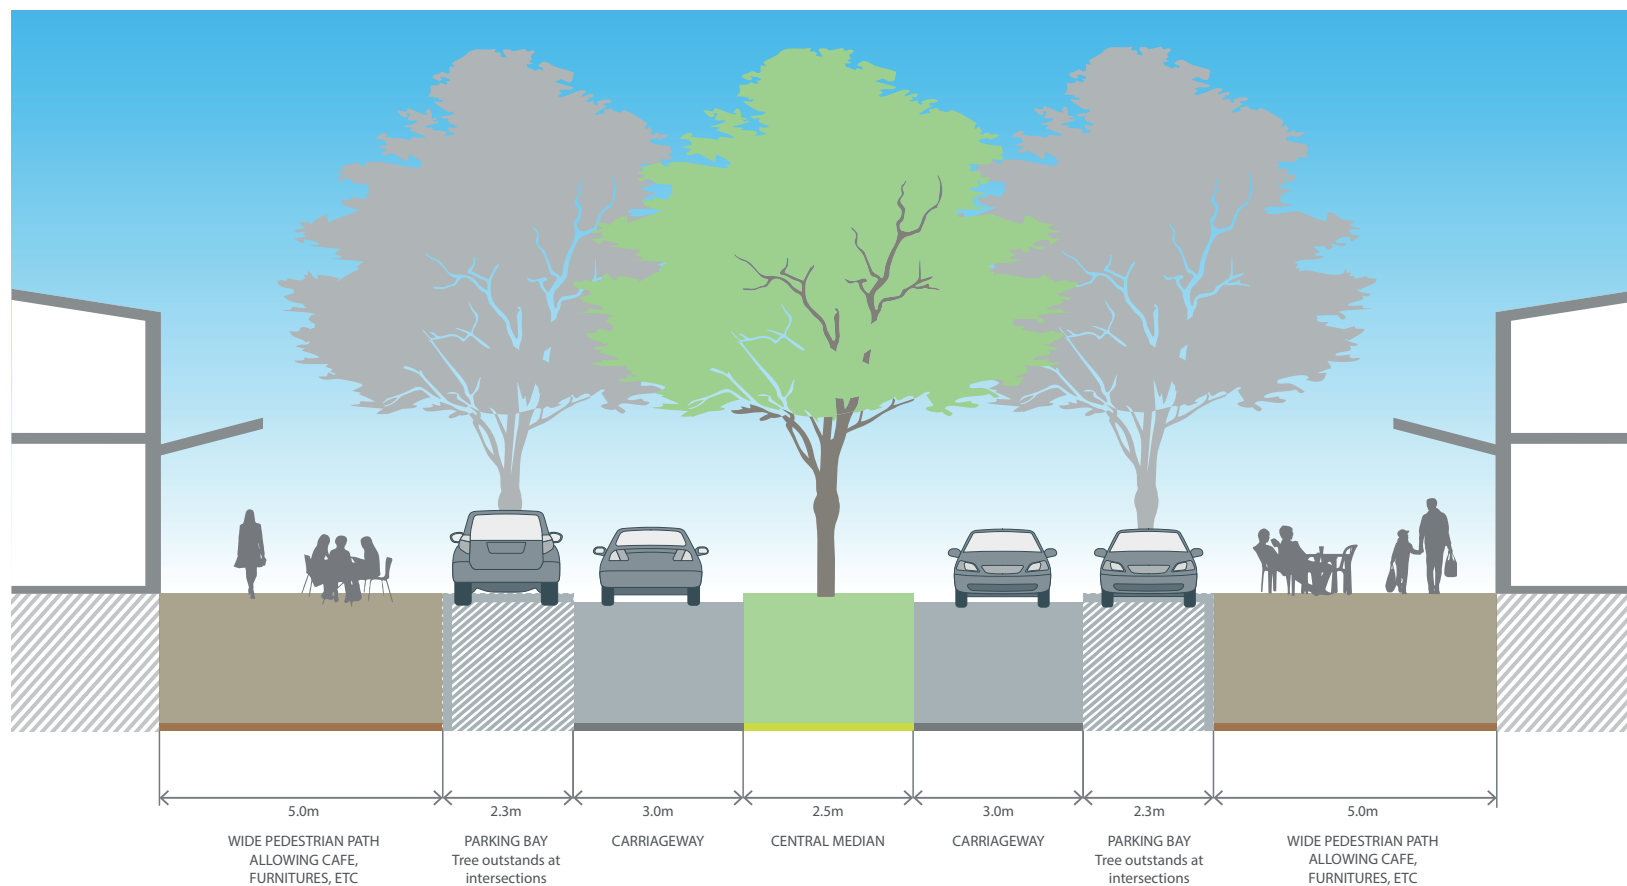 5.0m
2.3m
3.0m
2.5m
3.0m
2.3m
5.0m
WIDE PEDESTRIAN PATH
ALLOWING CAFE,
FURNITURES, ETC
PARKING BAY
Tree outstands at
intersections
CARRIAGEWAY
CENTRAL MEDIAN
CARRIAGEWAY
PARKING BAY
Tree outstands at
intersections
WIDE PEDESTRIAN PATH
ALLOWING CAFE,
FURNITURES, ETC